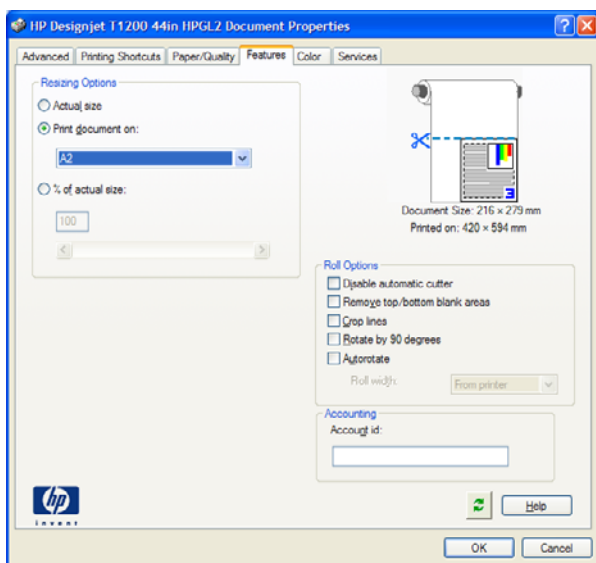 HP Designjet T1200 44in HPGL2 Document Properties
Advanced Printing Shortcuts Paper/Quality Features Color Services
Resizing Options
Actual size
Print document on:
A2
% of actual size:
100
Document Size: 216 × 279 mm
Printed on: 420 × 594 mm
Roll Options
Disable automatic cutter
Remove top/bottom blank areas
Crop lines
Rotate by 90 degrees
Autorotate
Roll width: From printer
Accounting
Account id:
hp
invent
Help
OK Cancel